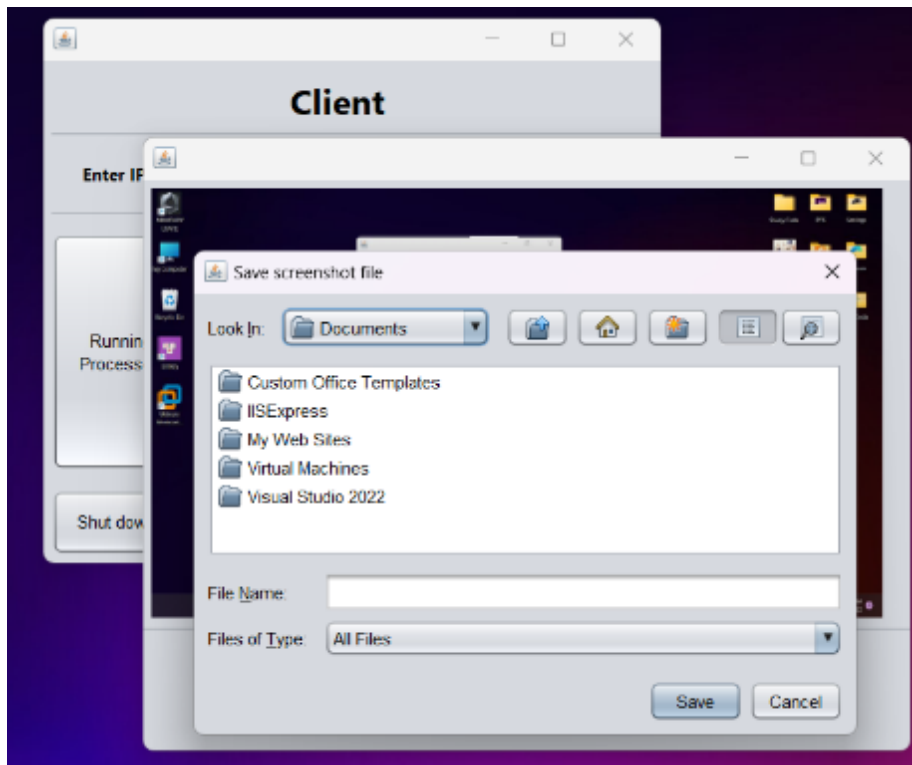 Client
Enter IP
Runnin
Process
Shut dow
Save screenshot file
Look In:
Documents
Custom Office Templates
IISExpress
My Web Sites
Virtual Machines
Visual Studio 2022
File Name:
Files of Type:
All Files
Save
Cancel